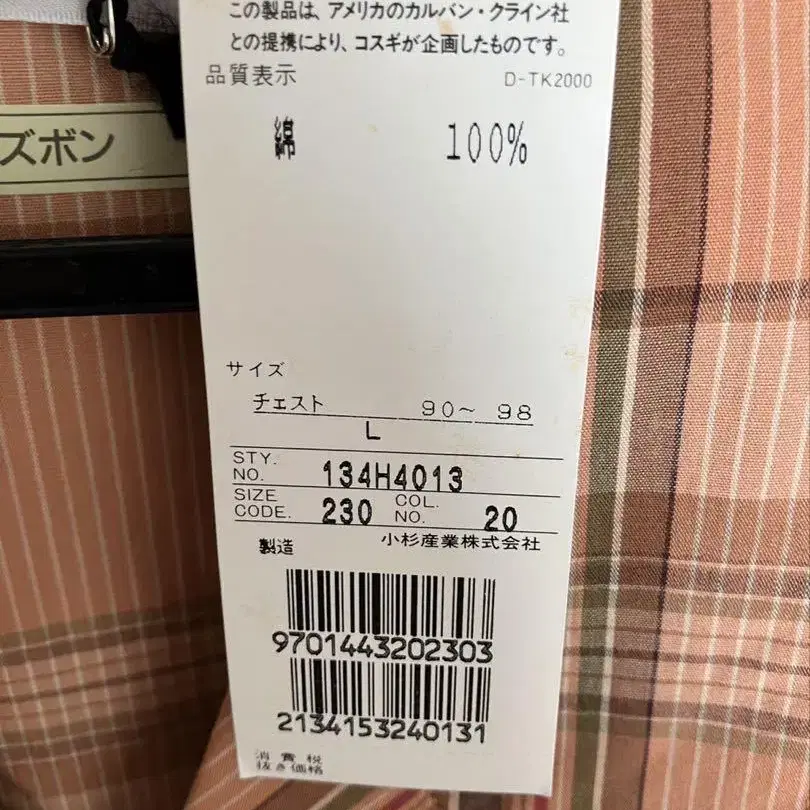 この製品は、アメリカのカルバン・クライン社
との提携により、コスギが企画したものです。
品質表示 D-TK2000
綿 100%
ズボン
サイズ
チェスト 90~ 98
L
STY. NO. 134H4013
SIZE CODE. 230 COL. NO. 20
製造 小杉産業株式会社
9701443202303
2134153240131
消費税
抜き価格